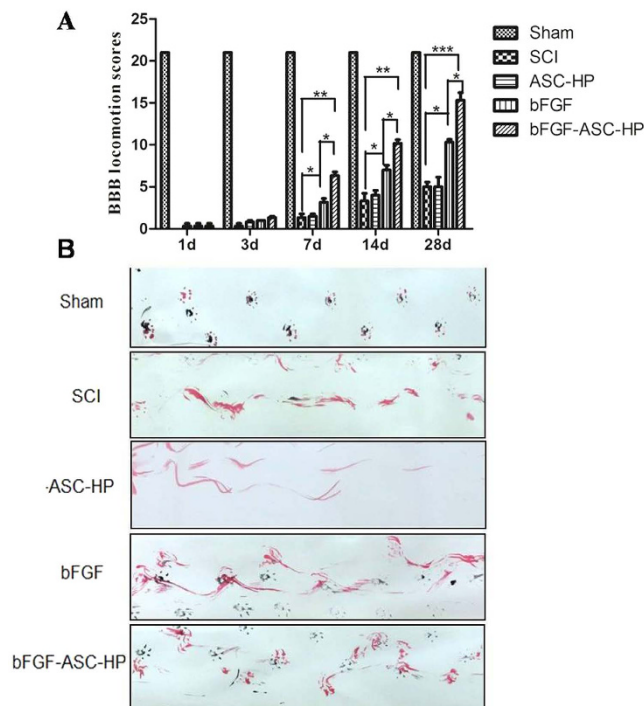 A
25
20
15
10
5
0
BBB locomotion scores
1d 3d 7d 14d 28d
** * *
** * *
*** * *
Sham
SCI
ASC-HP
bFGF
bFGF-ASC-HP
B
Sham
SCI
-ASC-HP
bFGF
bFGF-ASC-HP